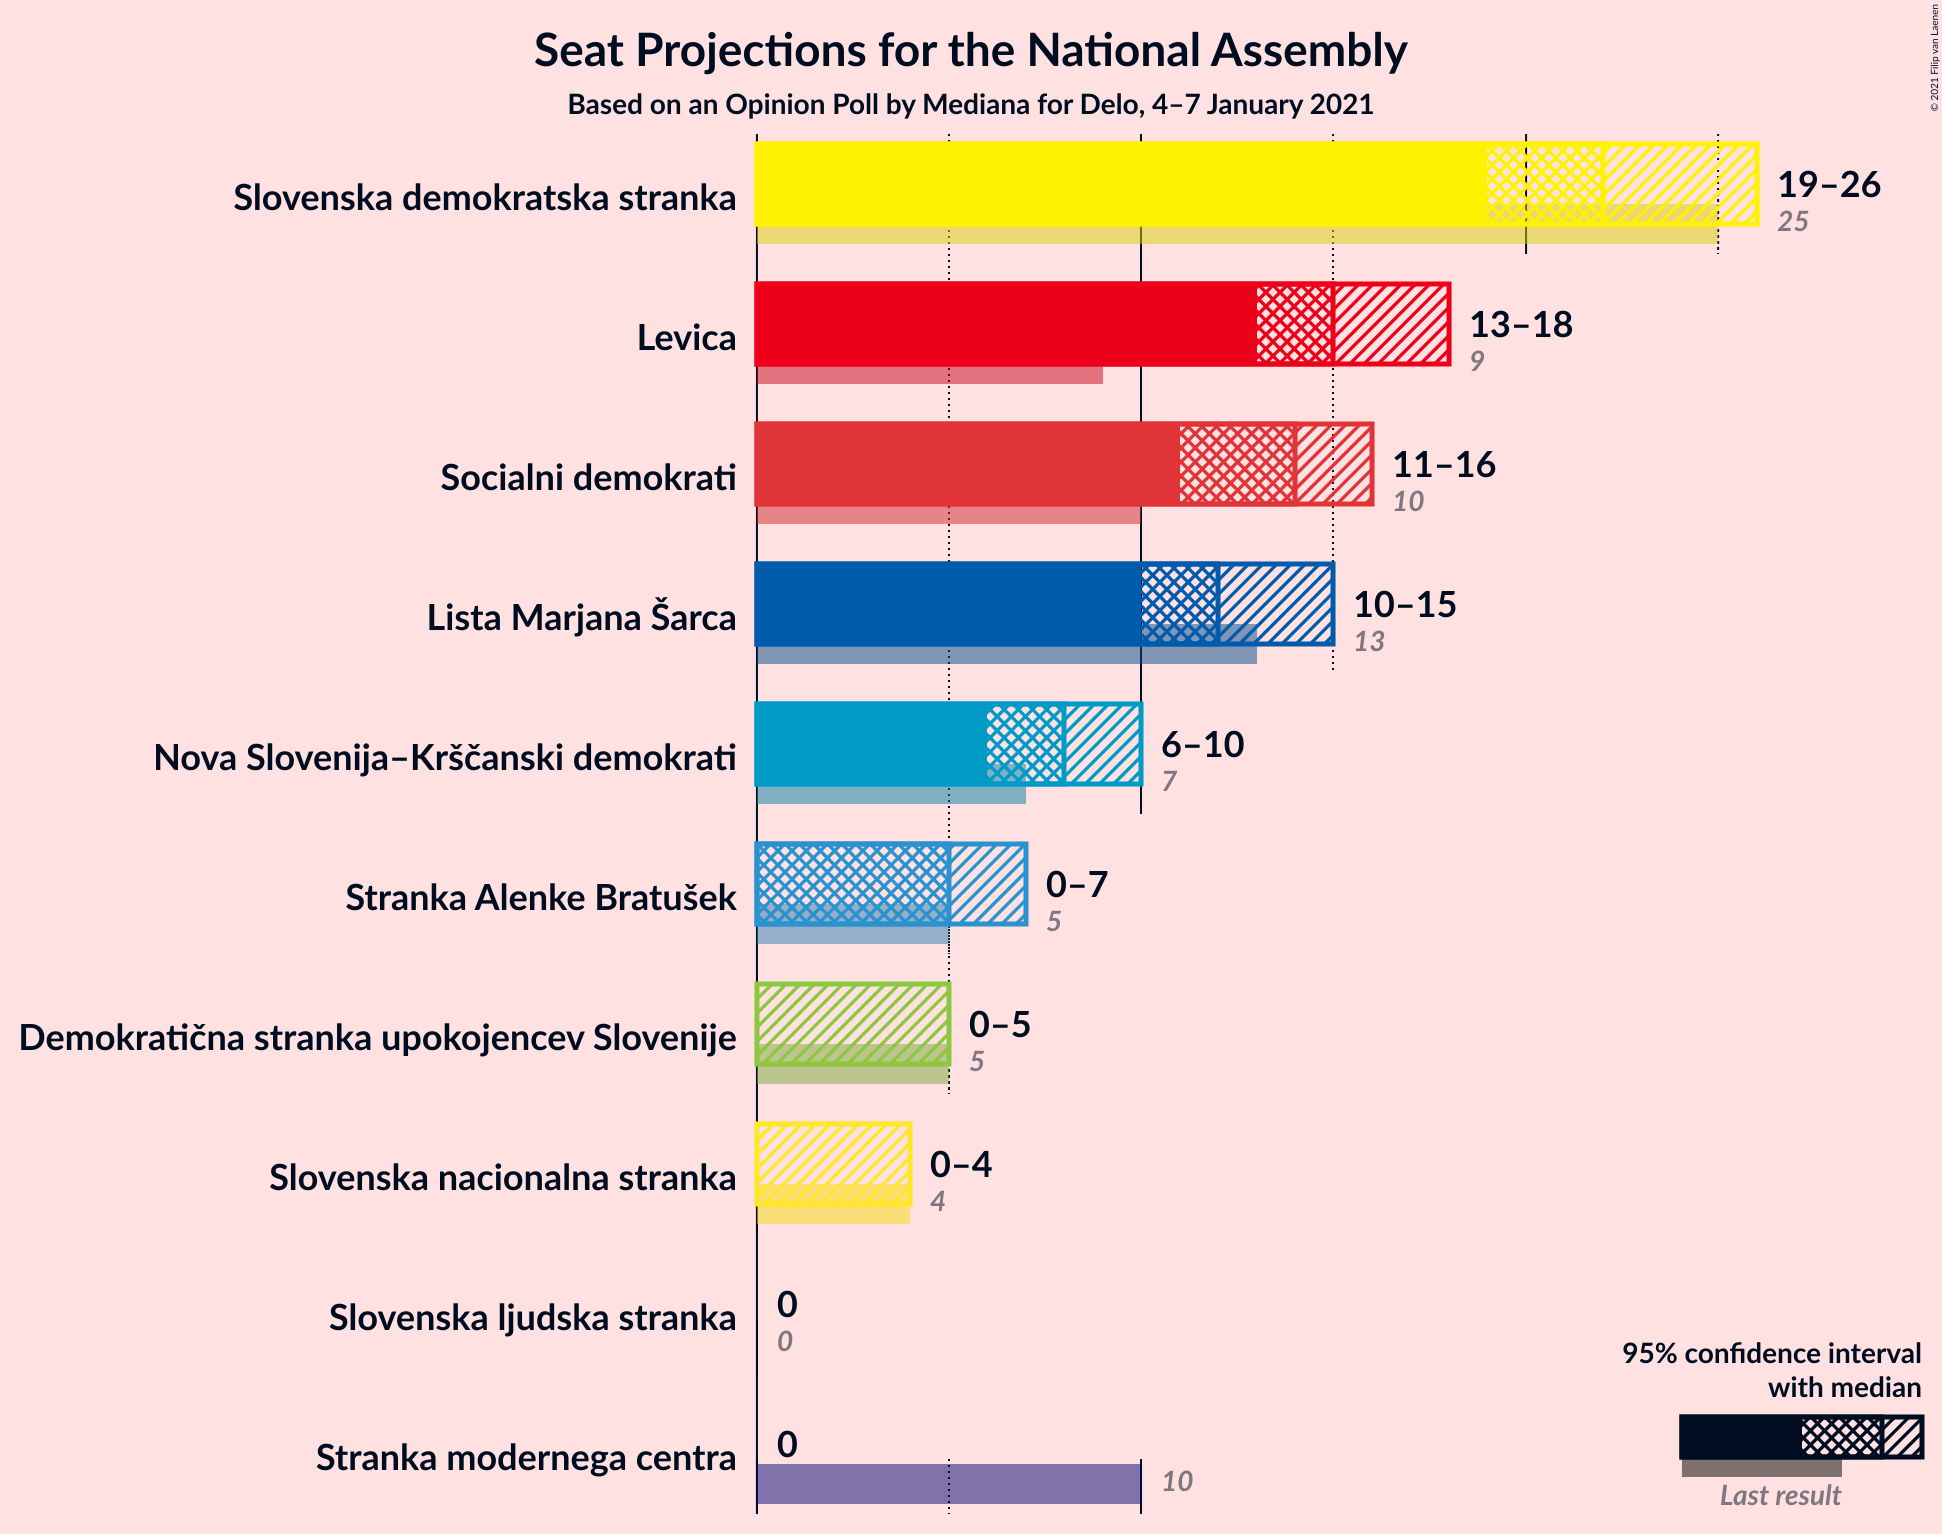 Seat Projections for the National Assembly
Based on an Opinion Poll by Mediana for Delo, 4–7 January 2021
© 2021 Filip van Laenen
Slovenska demokratska stranka
19–26
25
Levica
13–18
9
Socialni demokrati
11–16
10
Lista Marjana Šarca
10–15
13
Nova Slovenija–Krščanski demokrati
6–10
7
Stranka Alenke Bratušek
0–7
5
Demokratična stranka upokojencev Slovenije
0–5
5
Slovenska nacionalna stranka
0–4
4
Slovenska ljudska stranka
0
0
Stranka modernega centra
0
10
95% confidence interval
with median
Last result